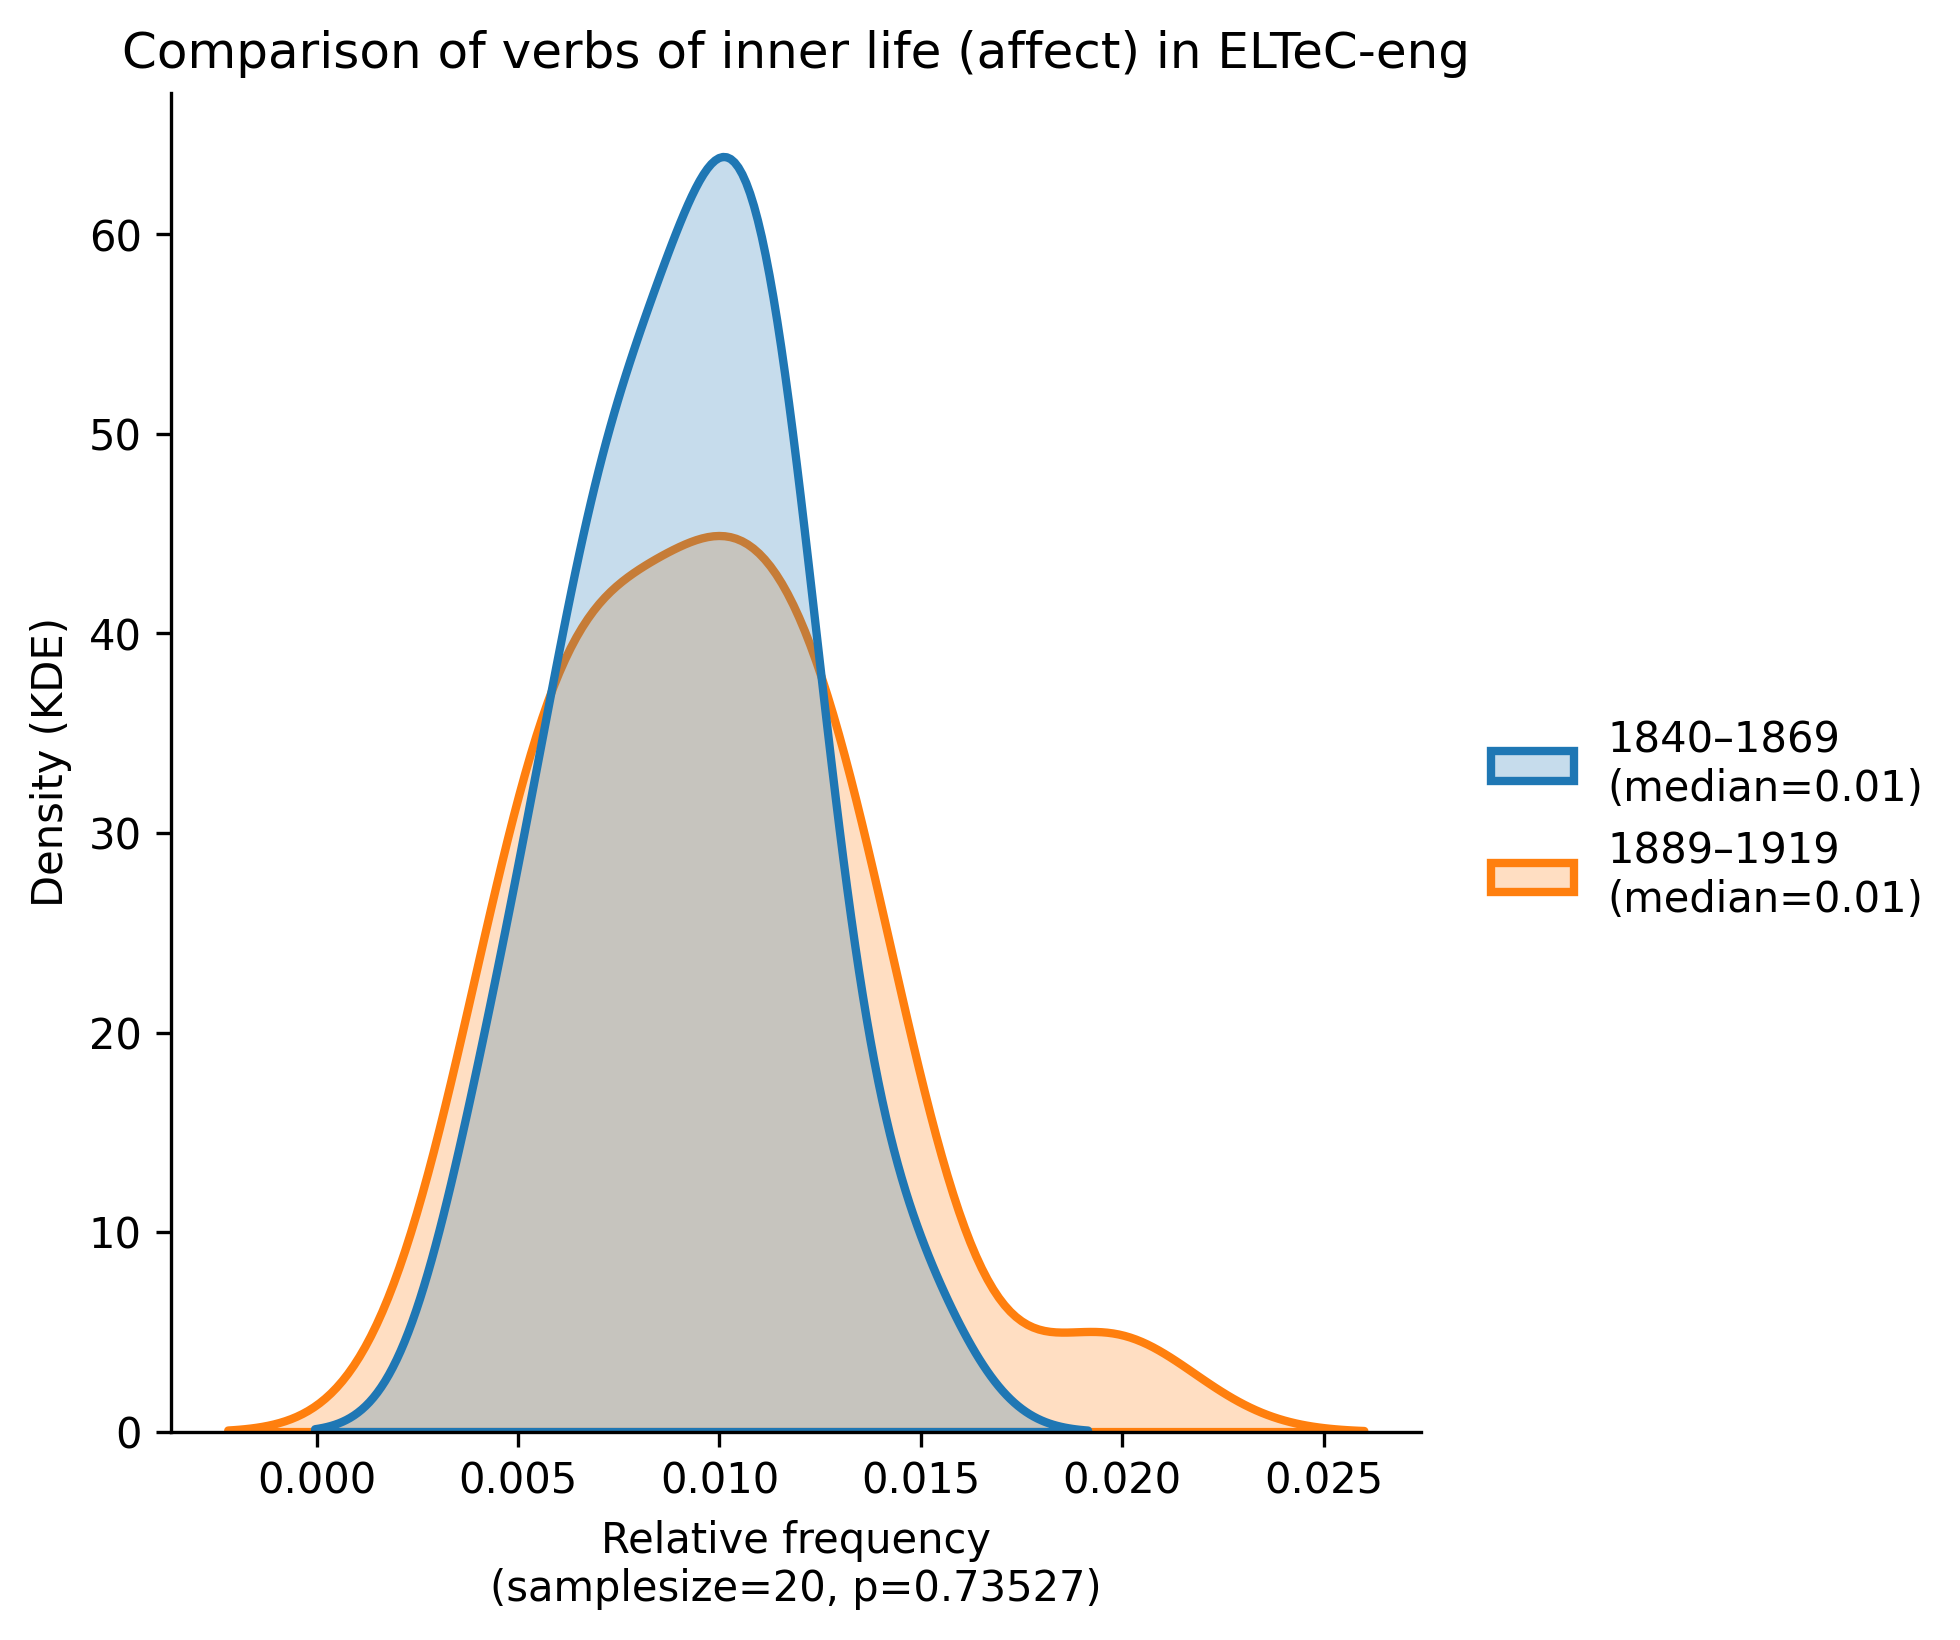 Comparison of verbs of inner life (affect) in ELTeC-eng
Density (KDE)
60
50
40
30
20
10
0
0.000 0.005 0.010 0.015 0.020 0.025
Relative frequency
(samplesize=20, p=0.73527)
1840–1869
(median=0.01)
1889–1919
(median=0.01)